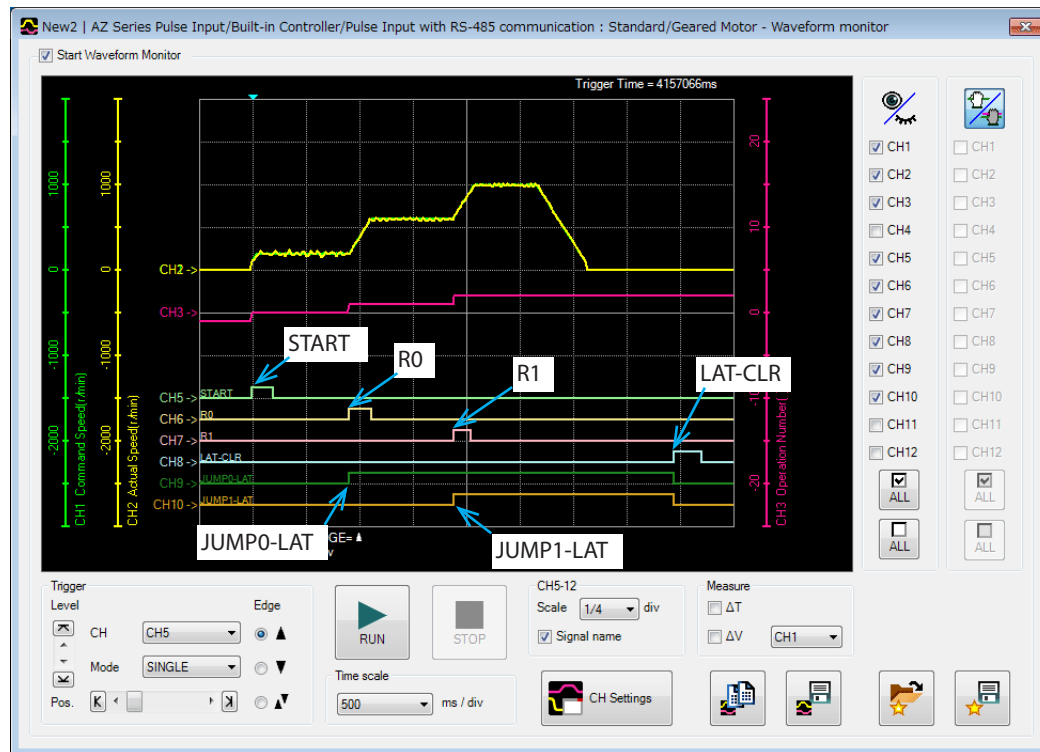 New2 | AZ Series Pulse Input/Built-in Controller/Pulse Input with RS-485 communication : Standard/Geared Motor - Waveform monitor
Start Waveform Monitor
Trigger Time = 4157066ms
1000
0
-1000
-2000
CH1 Command Speed(r/min)
1000
0
-1000
-2000
CH2 Actual Speed(r/min)
20
10
0
-10
-20
CH3 Operation Number(
CH2 ->
CH3 ->
START
R0
R1
LAT-CLR
CH5 -> START
CH6 -> R0
CH7 -> R1
CH8 -> LAT-CLR
CH9 -> JUMP0-LAT
CH10 -> JUMP1-LAT
JUMP0-LAT
JUMP1-LAT
GE=
CH1
CH2
CH3
CH4
CH5
CH6
CH7
CH8
CH9
CH10
CH11
CH12
ALL
ALL
CH1
CH2
CH3
CH4
CH5
CH6
CH7
CH8
CH9
CH10
CH11
CH12
ALL
ALL
Trigger
Level
Edge
CH CH5
Mode SINGLE
Pos.
RUN
STOP
Time scale
500 ms / div
CH5-12
Scale 1/4 div
Signal name
Measure
ΔT
ΔV CH1
CH Settings